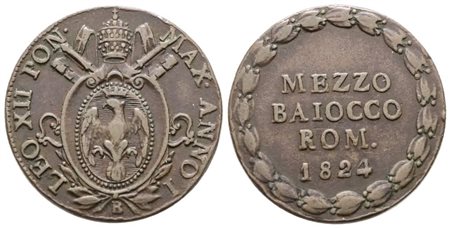 LEO XII PON. MAX. ANNO I
B
MEZZO
BAIOCCO
ROM.
1824